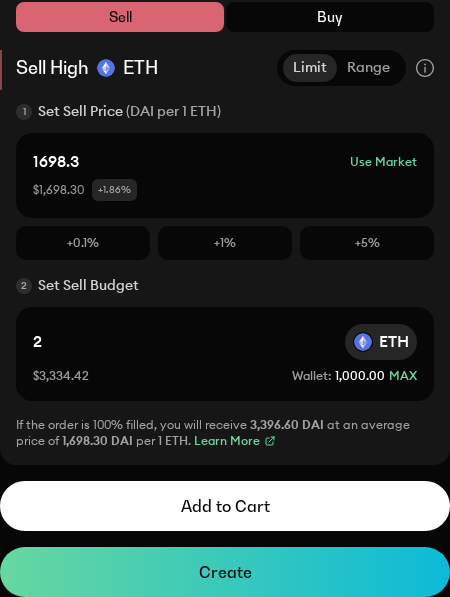 Sell Buy
Sell High ETH Limit Range
1 Set Sell Price (DAI per 1 ETH)
1698.3 Use Market
$1,698.30 +1.86%
+0.1% +1% +5%
2 Set Sell Budget
2 ETH
$3,334.42 Wallet: 1,000.00 MAX
If the order is 100% filled, you will receive 3,396.60 DAI at an average
price of 1,698.30 DAI per 1 ETH. Learn More
Add to Cart
Create